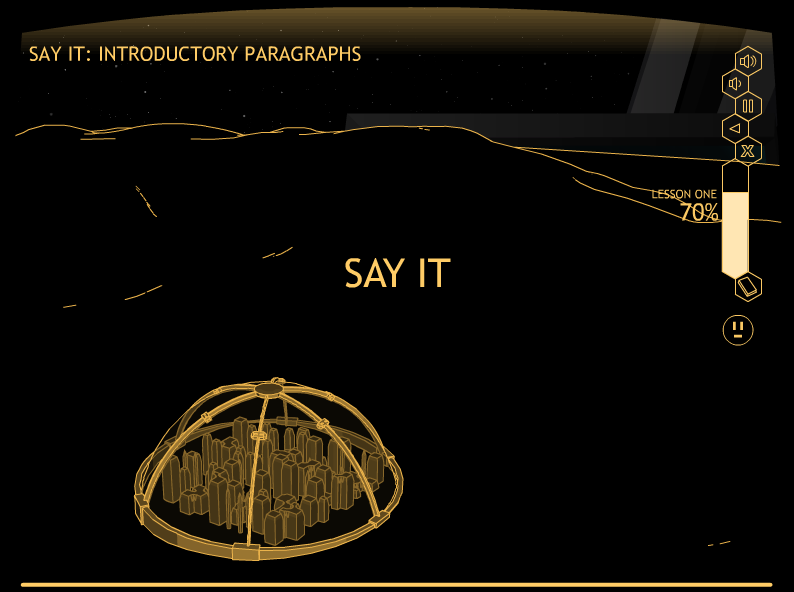 SAY IT: INTRODUCTORY PARAGRAPHS
LESSON ONE
70%
SAY IT